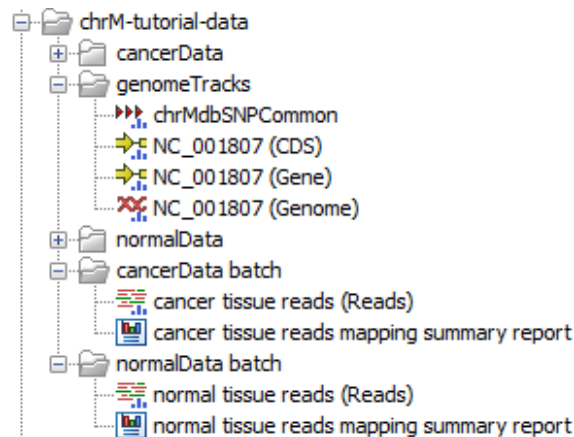 chrM-tutorial-data
cancerData
genomeTracks
chrMdbSNPCommon
NC_001807 (CDS)
NC_001807 (Gene)
NC_001807 (Genome)
normalData
cancerData batch
cancer tissue reads (Reads)
cancer tissue reads mapping summary report
normalData batch
normal tissue reads (Reads)
normal tissue reads mapping summary report